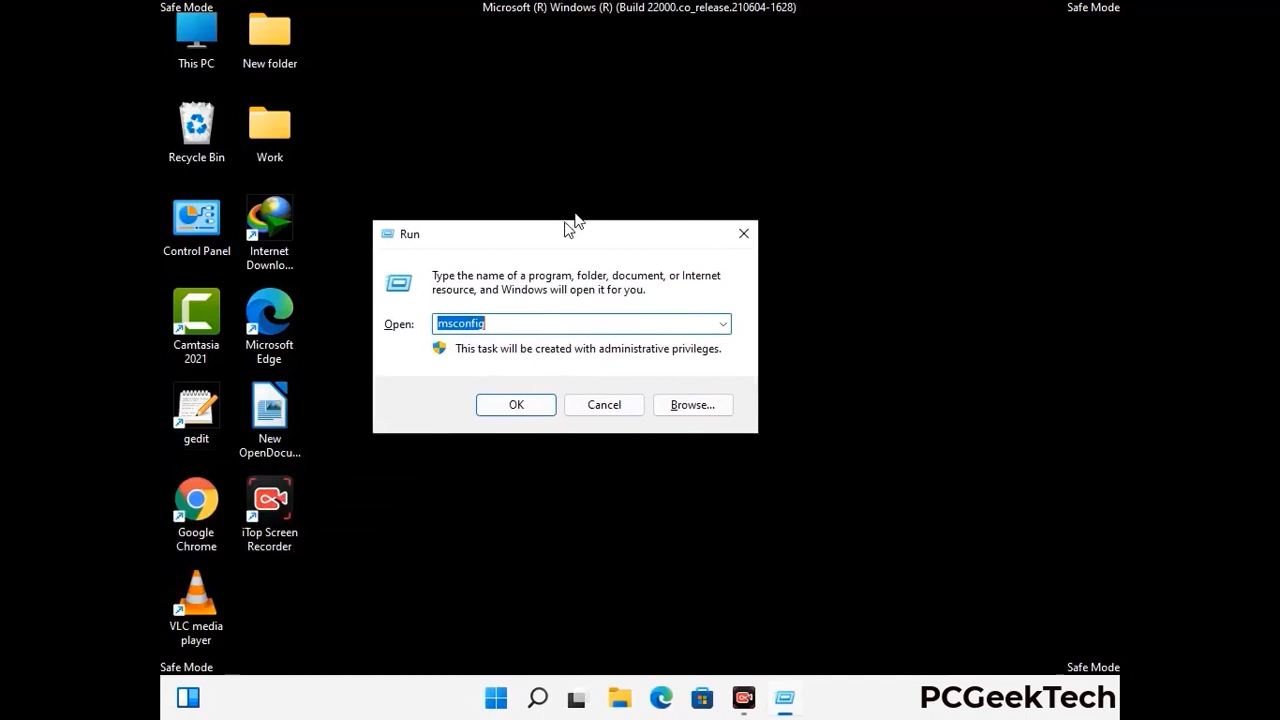 Safe Mode
Microsoft (R) Windows (R) (Build 22000.co_release.210604-1628)
Safe Mode
This PC
New folder
Recycle Bin
Work
Control Panel
Internet
Downlo...
Camtasia
2021
Microsoft
Edge
gedit
New
OpenDocu...
Google
Chrome
iTop Screen
Recorder
VLC media
player
Run
Type the name of a program, folder, document, or Internet
resource, and Windows will open it for you.
Open:
msconfig
This task will be created with administrative privileges.
OK
Cancel
Browse...
Safe Mode
Safe Mode
PCGeekTech